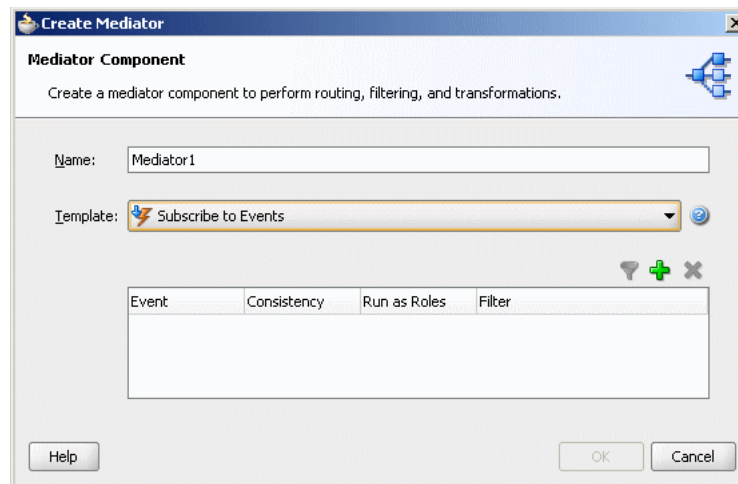 Create Mediator
Mediator Component
Create a mediator component to perform routing, filtering, and transformations.
Name: Mediator1
Template: Subscribe to Events
Event Consistency Run as Roles Filter
Help OK Cancel